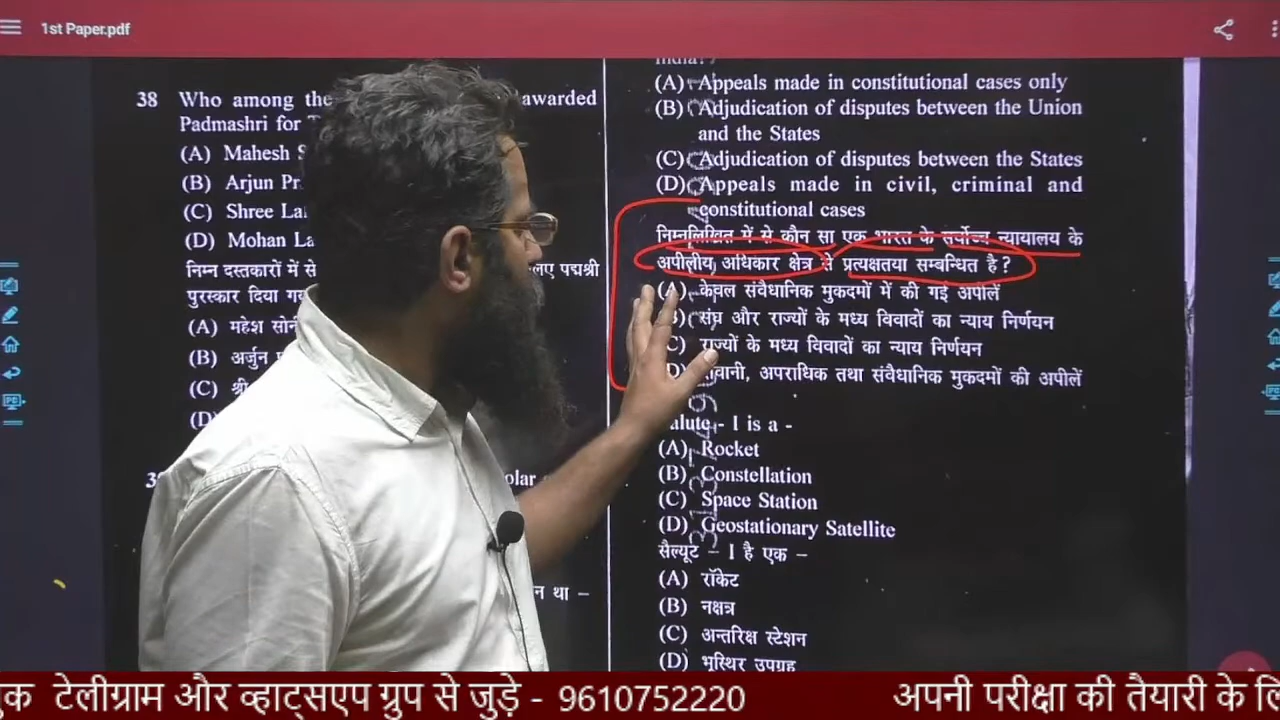 1st Paper.pdf
38 Who among the awarded
Padmashri for
(A) Mahesh
(B) Arjun
(C) Shree
(D) Mohan
निम्न दस्तकारों में से लिए पद्मश्री
पुरस्कार दिया
(A) महेश सोनी
(B) अर्जुन
(C) श्री
(D)
(A) Appeals made in constitutional cases only
(B) Adjudication of disputes between the Union
and the States
(C) Adjudication of disputes between the States
(D) Appeals made in civil, criminal and
constitutional cases
निम्नलिखित में से कौन सा एक भारत के सर्वोच्च न्यायालय के
अपीलीय अधिकार क्षेत्र से प्रत्यक्षतया सम्बन्धित है ?
(A) केवल संवैधानिक मुकदमों में की गई अपीलें
(B) संघ और राज्यों के मध्य विवादों का न्याय निर्णयन
(C) राज्यों के मध्य विवादों का न्याय निर्णयन
(D) दीवानी, अपराधिक तथा संवैधानिक मुकदमों की अपीलें
Salute - I is a -
(A) Rocket
(B) Constellation
(C) Space Station
(D) Geostationary Satellite
सैल्यूट - I है एक -
(A) रॉकेट
(B) नक्षत्र
(C) अन्तरिक्ष स्टेशन
(D) भूस्थिर उपग्रह
था -
टेलीग्राम और व्हाट्सएप ग्रुप से जुड़े - 9610752220 अपनी परीक्षा की तैयारी के